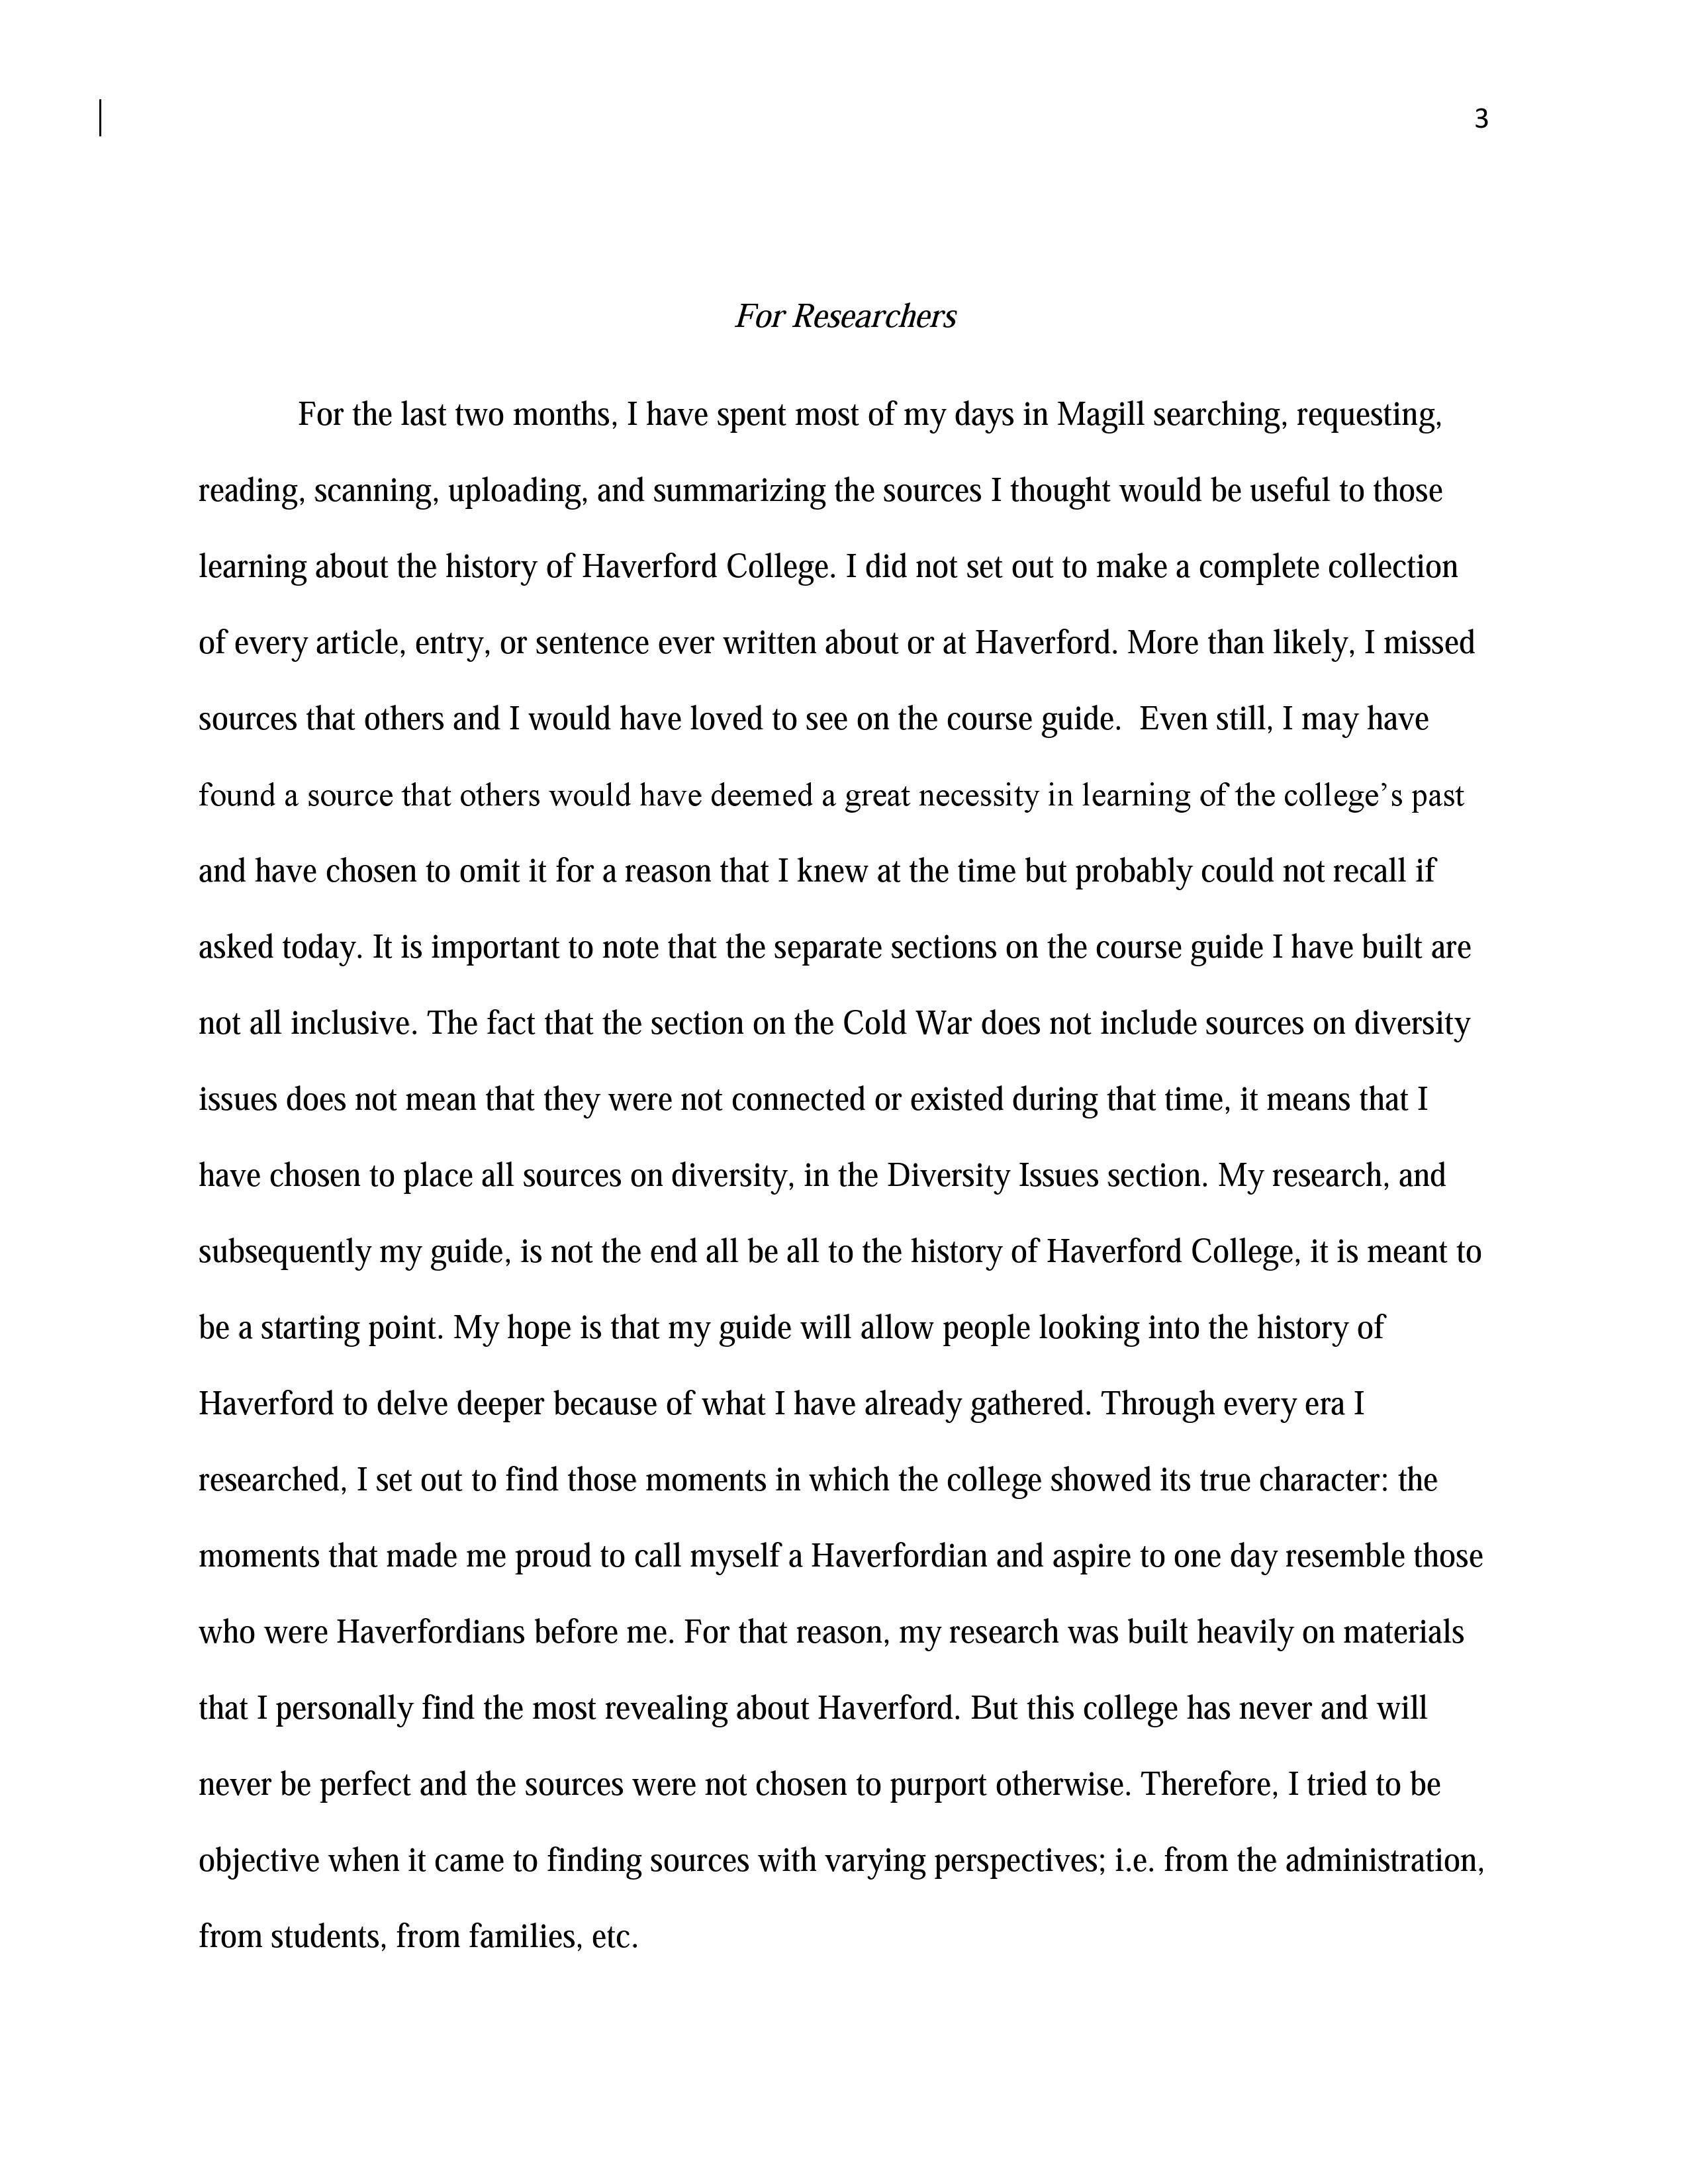 3
For Researchers
For the last two months, I have spent most of my days in Magill searching, requesting,
reading, scanning, uploading, and summarizing the sources I thought would be useful to those
learning about the history of Haverford College. I did not set out to make a complete collection
of every article, entry, or sentence ever written about or at Haverford. More than likely, I missed
sources that others and I would have loved to see on the course guide.  Even still, I may have
found a source that others would have deemed a great necessity in learning of the college’s past
and have chosen to omit it for a reason that I knew at the time but probably could not recall if
asked today. It is important to note that the separate sections on the course guide I have built are
not all inclusive. The fact that the section on the Cold War does not include sources on diversity
issues does not mean that they were not connected or existed during that time, it means that I
have chosen to place all sources on diversity, in the Diversity Issues section. My research, and
subsequently my guide, is not the end all be all to the history of Haverford College, it is meant to
be a starting point. My hope is that my guide will allow people looking into the history of
Haverford to delve deeper because of what I have already gathered. Through every era I
researched, I set out to find those moments in which the college showed its true character: the
moments that made me proud to call myself a Haverfordian and aspire to one day resemble those
who were Haverfordians before me. For that reason, my research was built heavily on materials
that I personally find the most revealing about Haverford. But this college has never and will
never be perfect and the sources were not chosen to purport otherwise. Therefore, I tried to be
objective when it came to finding sources with varying perspectives; i.e. from the administration,
from students, from families, etc.